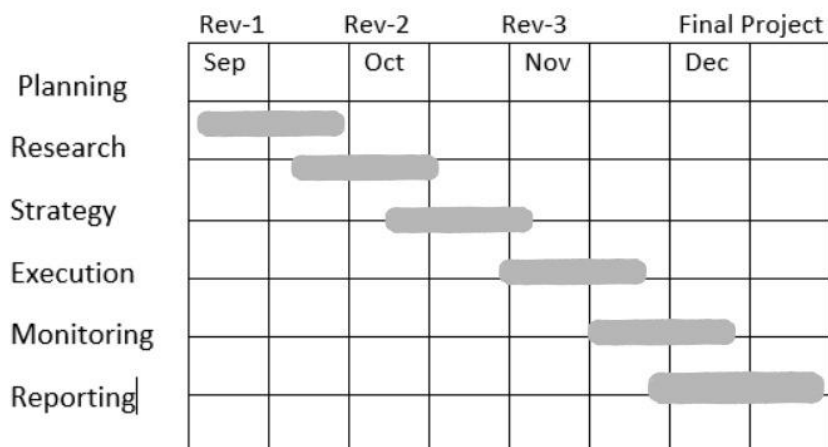 Rev-1 Rev-2 Rev-3 Final Project
Sep Oct Nov Dec
Planning
Research
Strategy
Execution
Monitoring
Reporting